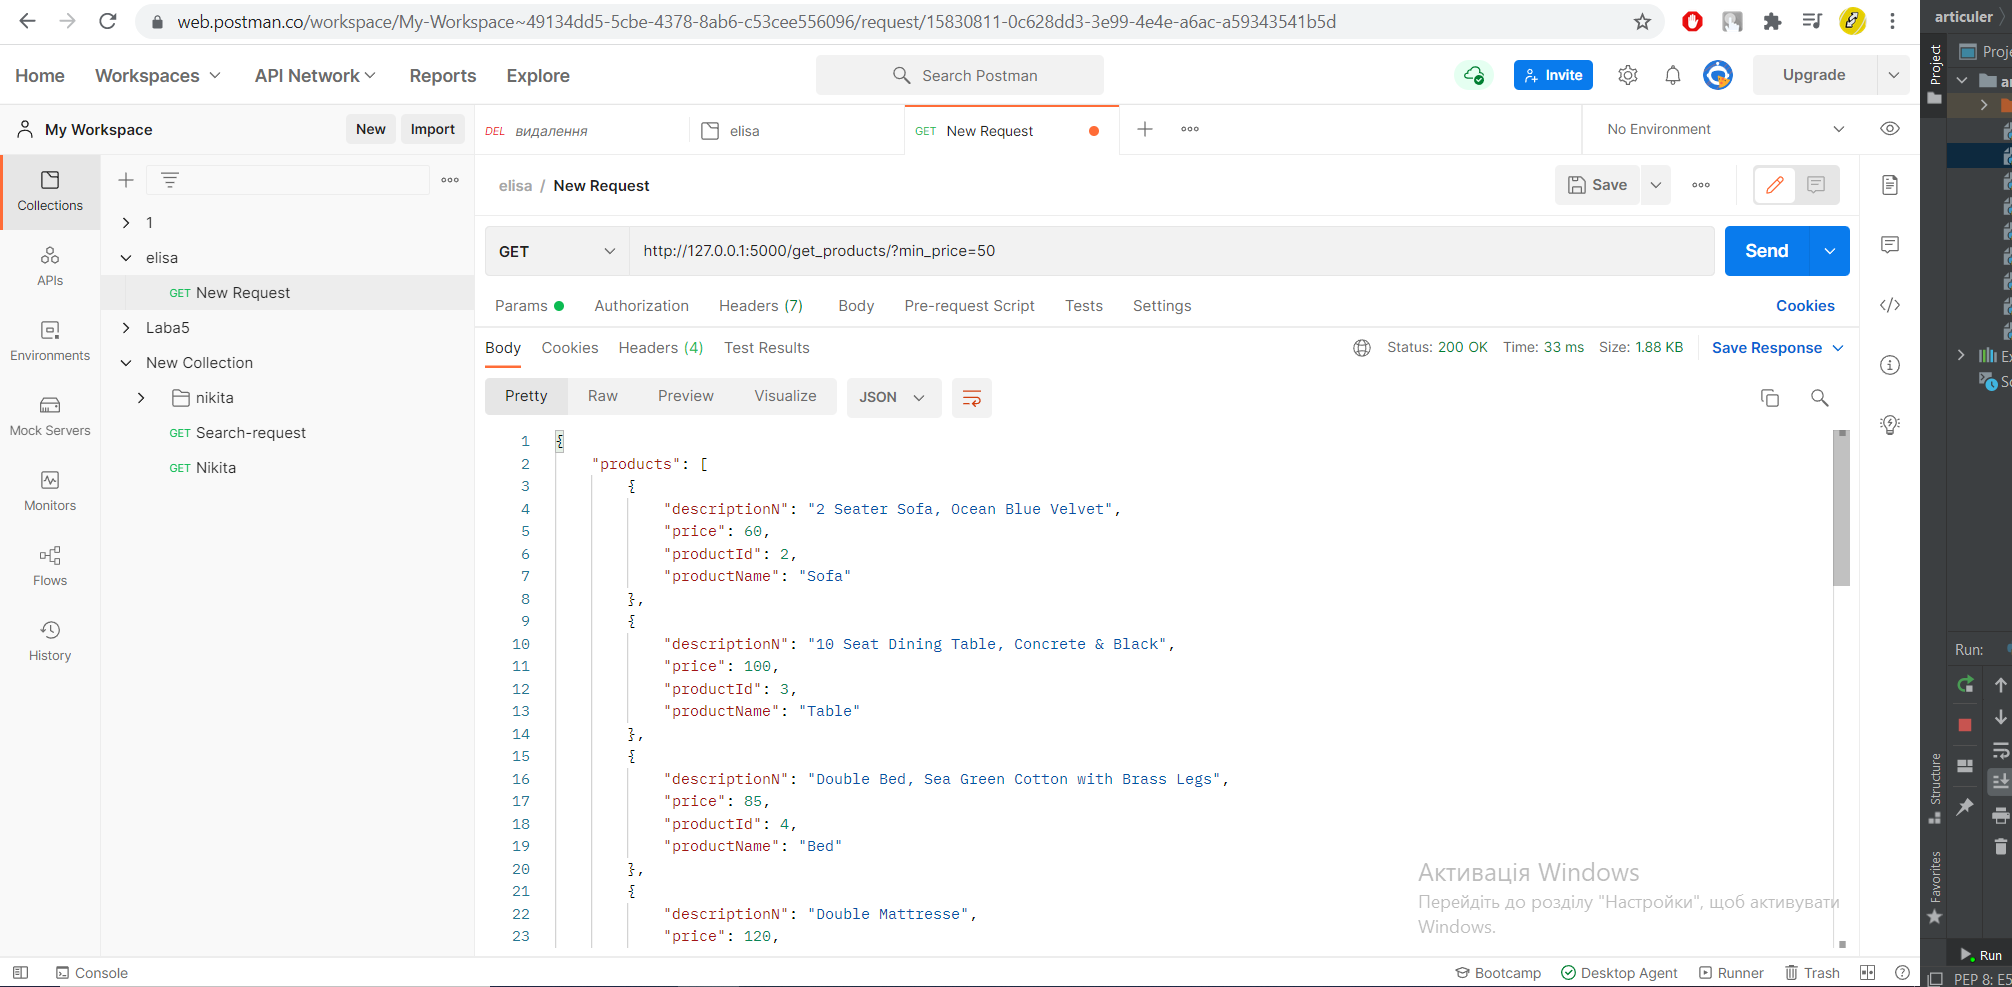 web.postman.co/workspace/My-Workspace~49134dd5-5cbe-4378-8ab6-c53cee556096/request/15830811-0c628dd3-3e99-4e4e-a6ac-a59343541b5d
articuler
Home Workspaces API Network Reports Explore Search Postman Invite Upgrade
My Workspace New Import
DEL видалення elisa GET New Request No Environment
Collections
APIs
Environments
Mock Servers
Monitors
Flows
History
1
elisa
GET New Request
Laba5
New Collection
nikita
GET Search-request
GET Nikita
elisa / New Request Save
GET http://127.0.0.1:5000/get_products/?min_price=50 Send
Params Authorization Headers (7) Body Pre-request Script Tests Settings Cookies
Body Cookies Headers (4) Test Results Status: 200 OK Time: 33 ms Size: 1.88 KB Save Response
Pretty Raw Preview Visualize JSON
1 {
2 "products": [
3 {
4 "descriptionN": "2 Seater Sofa, Ocean Blue Velvet",
5 "price": 60,
6 "productId": 2,
7 "productName": "Sofa"
8 },
9 {
10 "descriptionN": "10 Seat Dining Table, Concrete & Black",
11 "price": 100,
12 "productId": 3,
13 "productName": "Table"
14 },
15 {
16 "descriptionN": "Double Bed, Sea Green Cotton with Brass Legs",
17 "price": 85,
18 "productId": 4,
19 "productName": "Bed"
20 },
21 {
22 "descriptionN": "Double Mattresse",
23 "price": 120,
Активація Windows
Перейдіть до розділу "Настройки", щоб активувати
Windows.
Console Bootcamp Desktop Agent Runner Trash
Project
Proje
Run:
Structure
Favorites
Run
PEP 8: E5